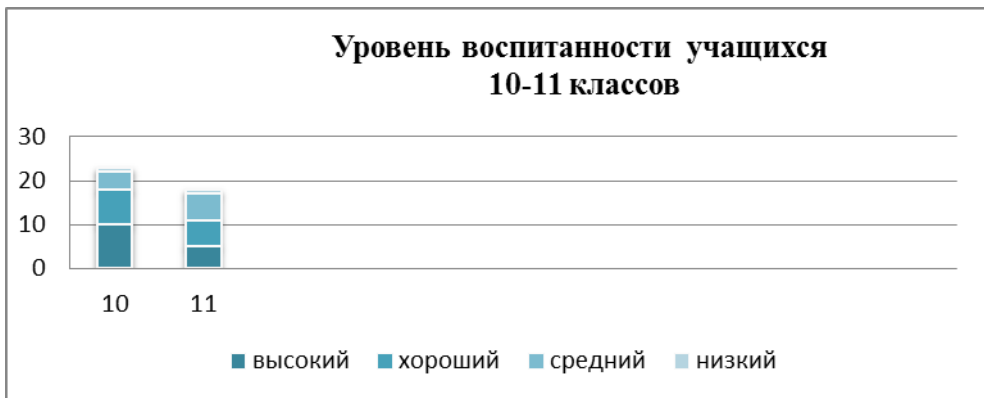 Уровень воспитанности учащихся
10-11 классов
30
20
10
0
10 11
высокий хороший средний низкий